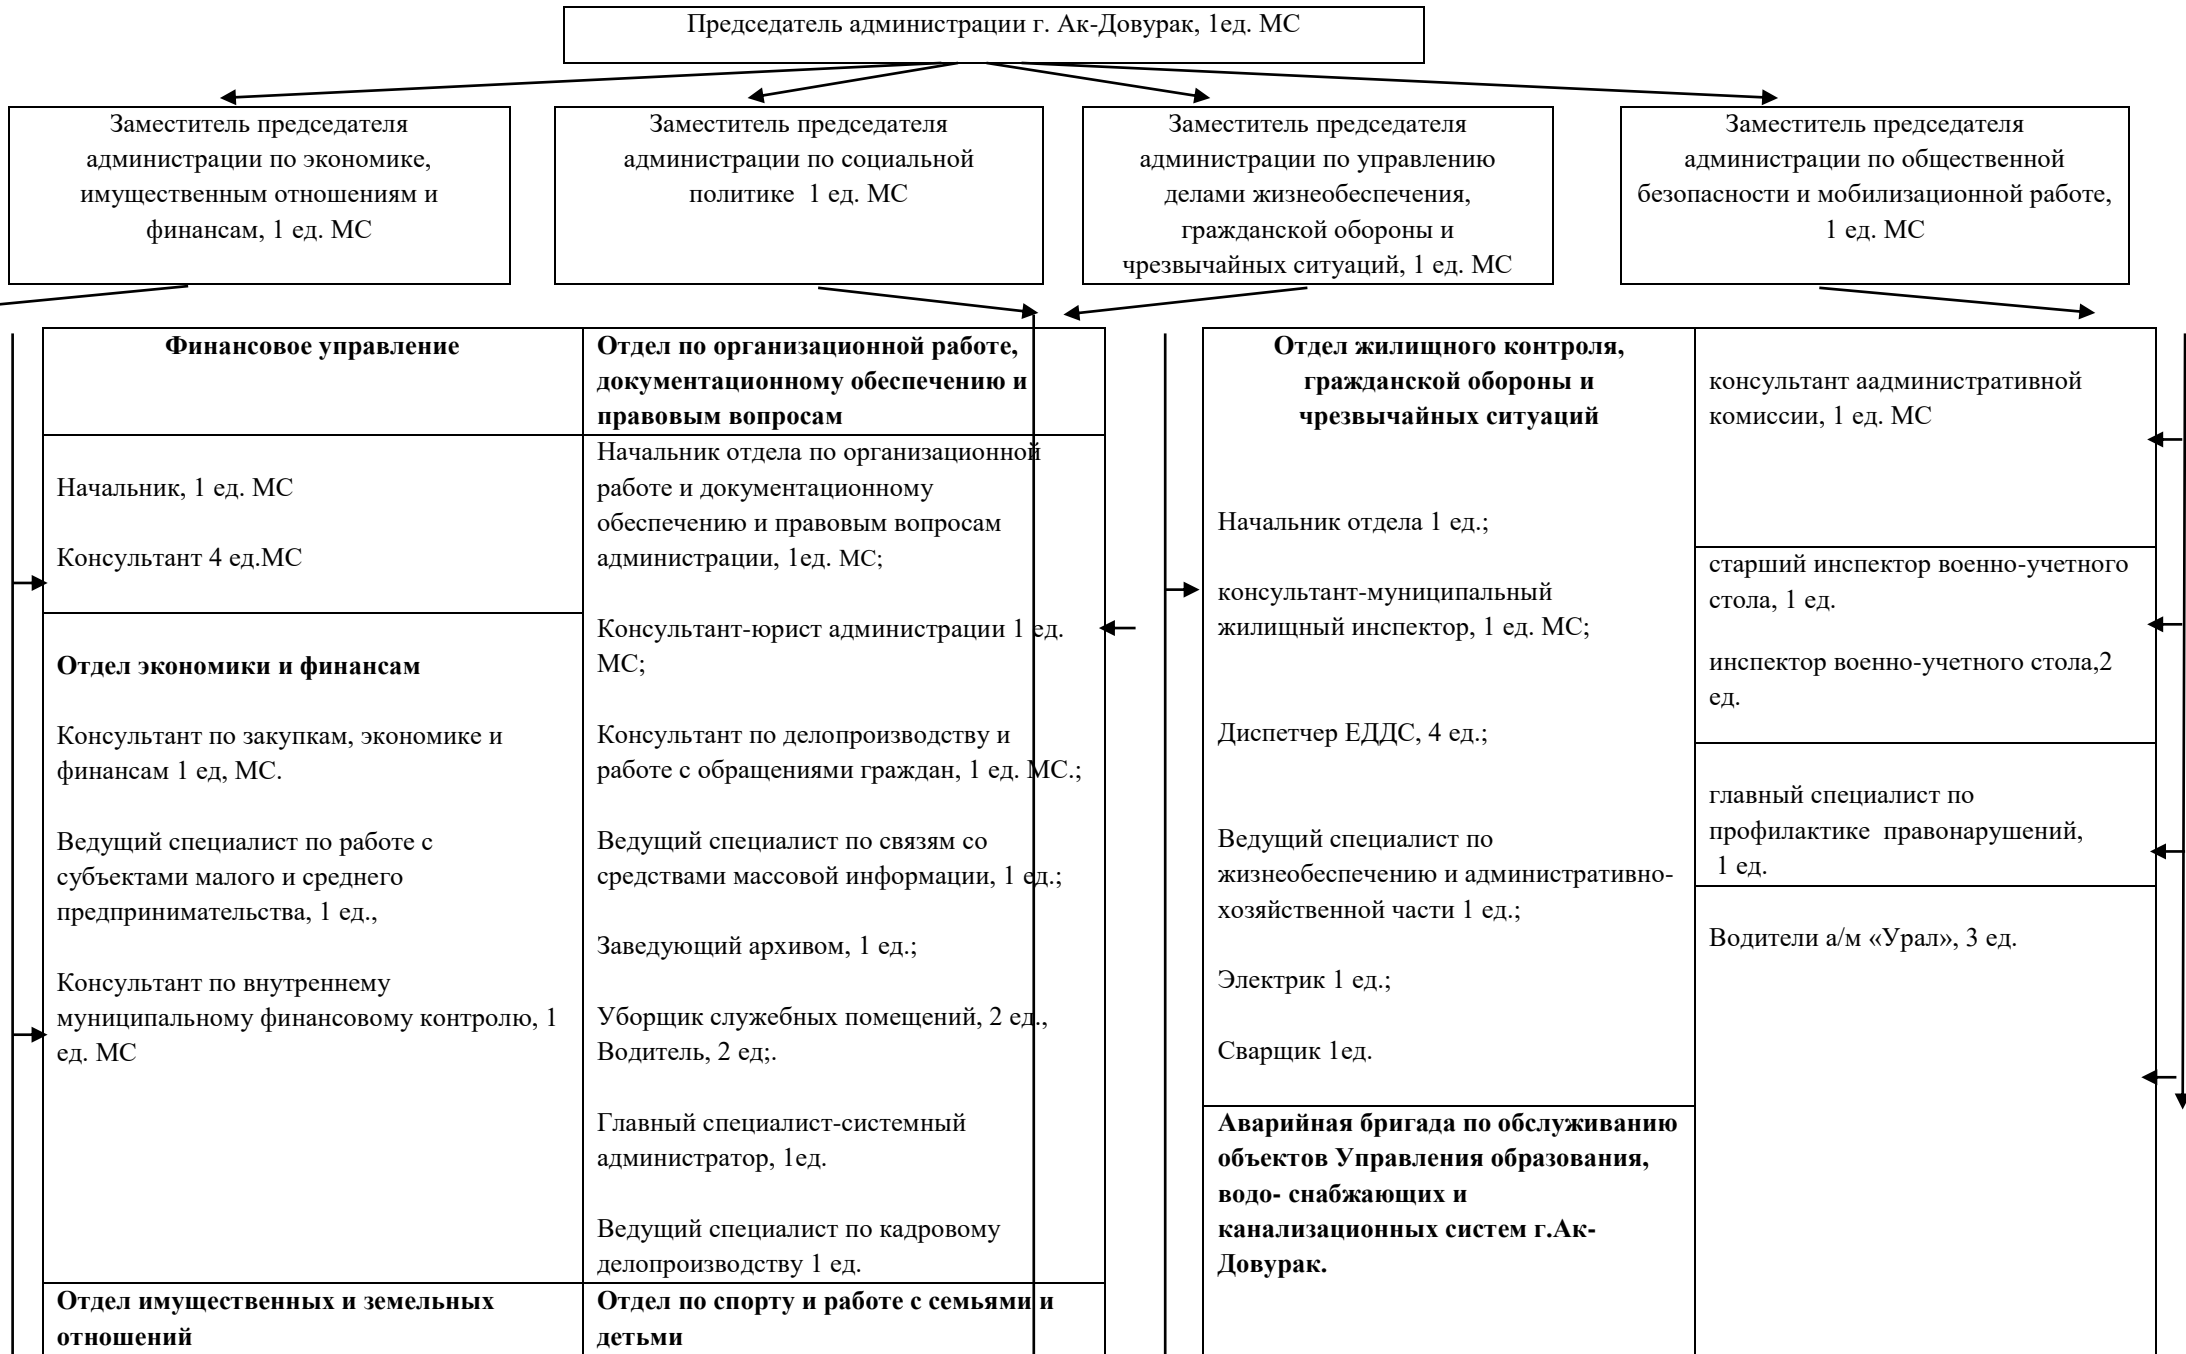 Председатель администрации г. Ак-Довурак, 1ед. МС
Заместитель председателя
администрации по экономике,
имущественным отношениям и
финансам, 1 ед. МС
Заместитель председателя
администрации по социальной
политике  1 ед. МС
Заместитель председателя
администрации по управлению
делами жизнеобеспечения,
гражданской обороны и
чрезвычайных ситуаций, 1 ед. МС
Заместитель председателя
администрации по общественной
безопасности и мобилизационной работе,
1 ед. МС
Финансовое управление
Начальник, 1 ед. МС
Консультант 4 ед.МС
Отдел экономики и финансам
Консультант по закупкам, экономике и
финансам 1 ед, МС.
Ведущий специалист по работе с
субъектами малого и среднего
предпринимательства, 1 ед.,
Консультант по внутреннему
муниципальному финансовому контролю, 1
ед. МС
Отдел имущественных и земельных
отношений
Отдел по организационной работе,
документационному обеспечению и
правовым вопросам
Начальник отдела по организационной
работе и документационному
обеспечению и правовым вопросам
администрации, 1ед. МС;
Консультант-юрист администрации 1 ед.
МС;
Консультант по делопроизводству и
работе с обращениями граждан, 1 ед. МС.;
Ведущий специалист по связям со
средствами массовой информации, 1 ед.;
Заведующий архивом, 1 ед.;
Уборщик служебных помещений, 2 ед.,
Водитель, 2 ед;.
Главный специалист-системный
администратор, 1ед.
Ведущий специалист по кадровому
делопроизводству 1 ед.
Отдел по спорту и работе с семьями и
детьми
Отдел жилищного контроля,
гражданской обороны и
чрезвычайных ситуаций
Начальник отдела 1 ед.;
консультант-муниципальный
жилищный инспектор, 1 ед. МС;
Диспетчер ЕДДС, 4 ед.;
Ведущий специалист по
жизнеобеспечению и административно-
хозяйственной части 1 ед.;
Электрик 1 ед.;
Сварщик 1ед.
Аварийная бригада по обслуживанию
объектов Управления образования,
водо- снабжающих и
канализационных систем г.Ак-
Довурак.
консультант аадминистративной
комиссии, 1 ед. МС
старший инспектор военно-учетного
стола, 1 ед.
инспектор военно-учетного стола,2
ед.
главный специалист по
профилактике  правонарушений,
1 ед.
Водители а/м «Урал», 3 ед.